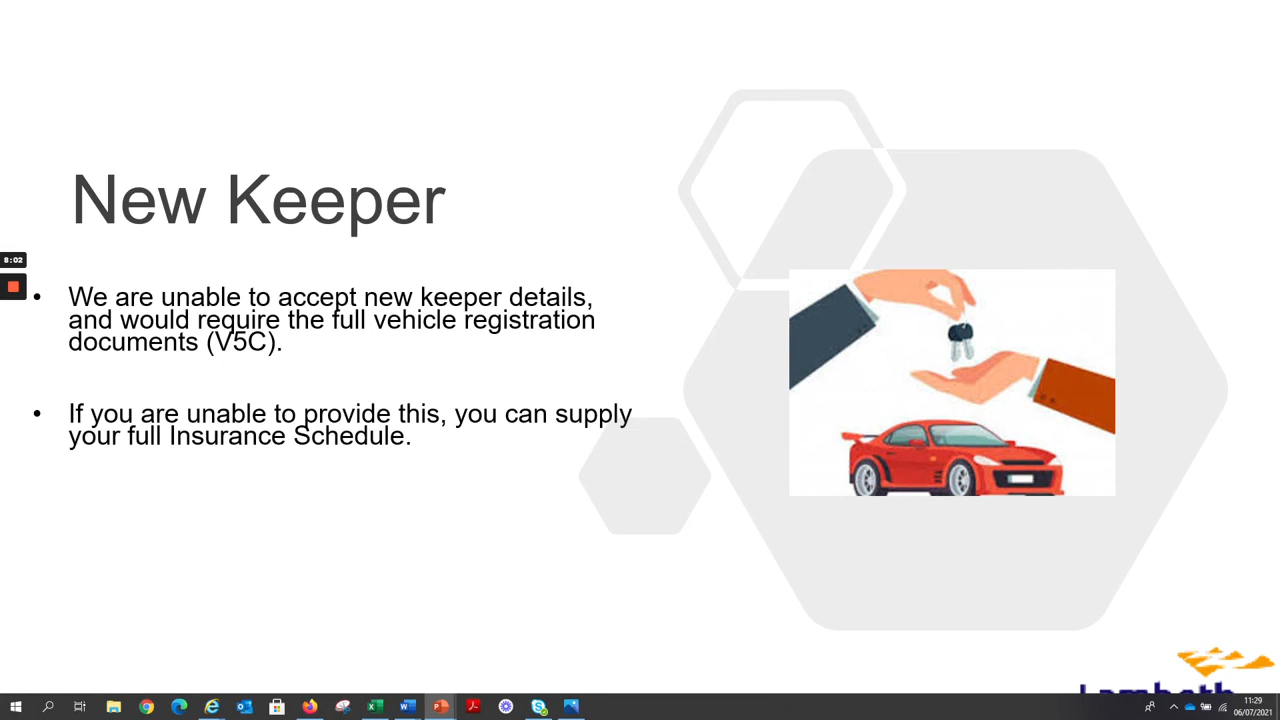 New Keeper
8:02
• We are unable to accept new keeper details,
and would require the full vehicle registration
documents (V5C).
• If you are unable to provide this, you can supply
your full Insurance Schedule.
Lambeth
11:29
06/07/2021